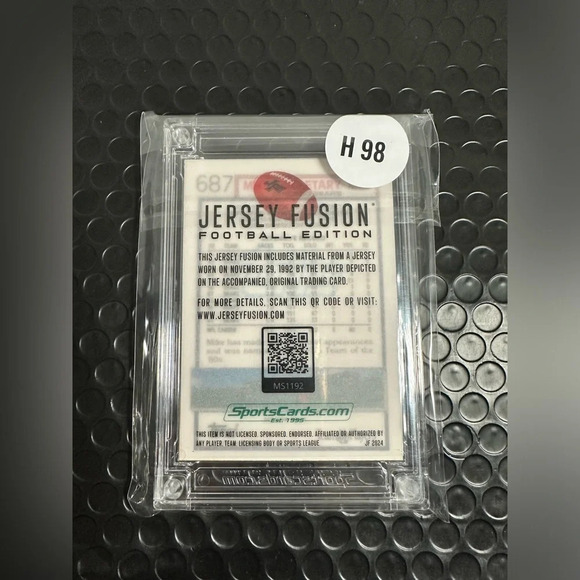 H 98
687
JERSEY FUSION
FOOTBALL EDITION
THIS JERSEY FUSION INCLUDES MATERIAL FROM A JERSEY
WORN ON NOVEMBER 29, 1992 BY THE PLAYER DEPICTED
ON THE ACCOMPANIED, ORIGINAL TRADING CARD.
FOR MORE DETAILS, SCAN THIS QR CODE OR VISIT:
WWW.JERSEYFUSION.COM
MS1192
SportsCards.com
Est. 1995
THIS ITEM IS NOT LICENSED, SPONSORED, ENDORSED, AFFILIATED OR AUTHORIZED BY
ANY PLAYER, TEAM, LICENSING BODY OR SPORTS LEAGUE. JF 2024